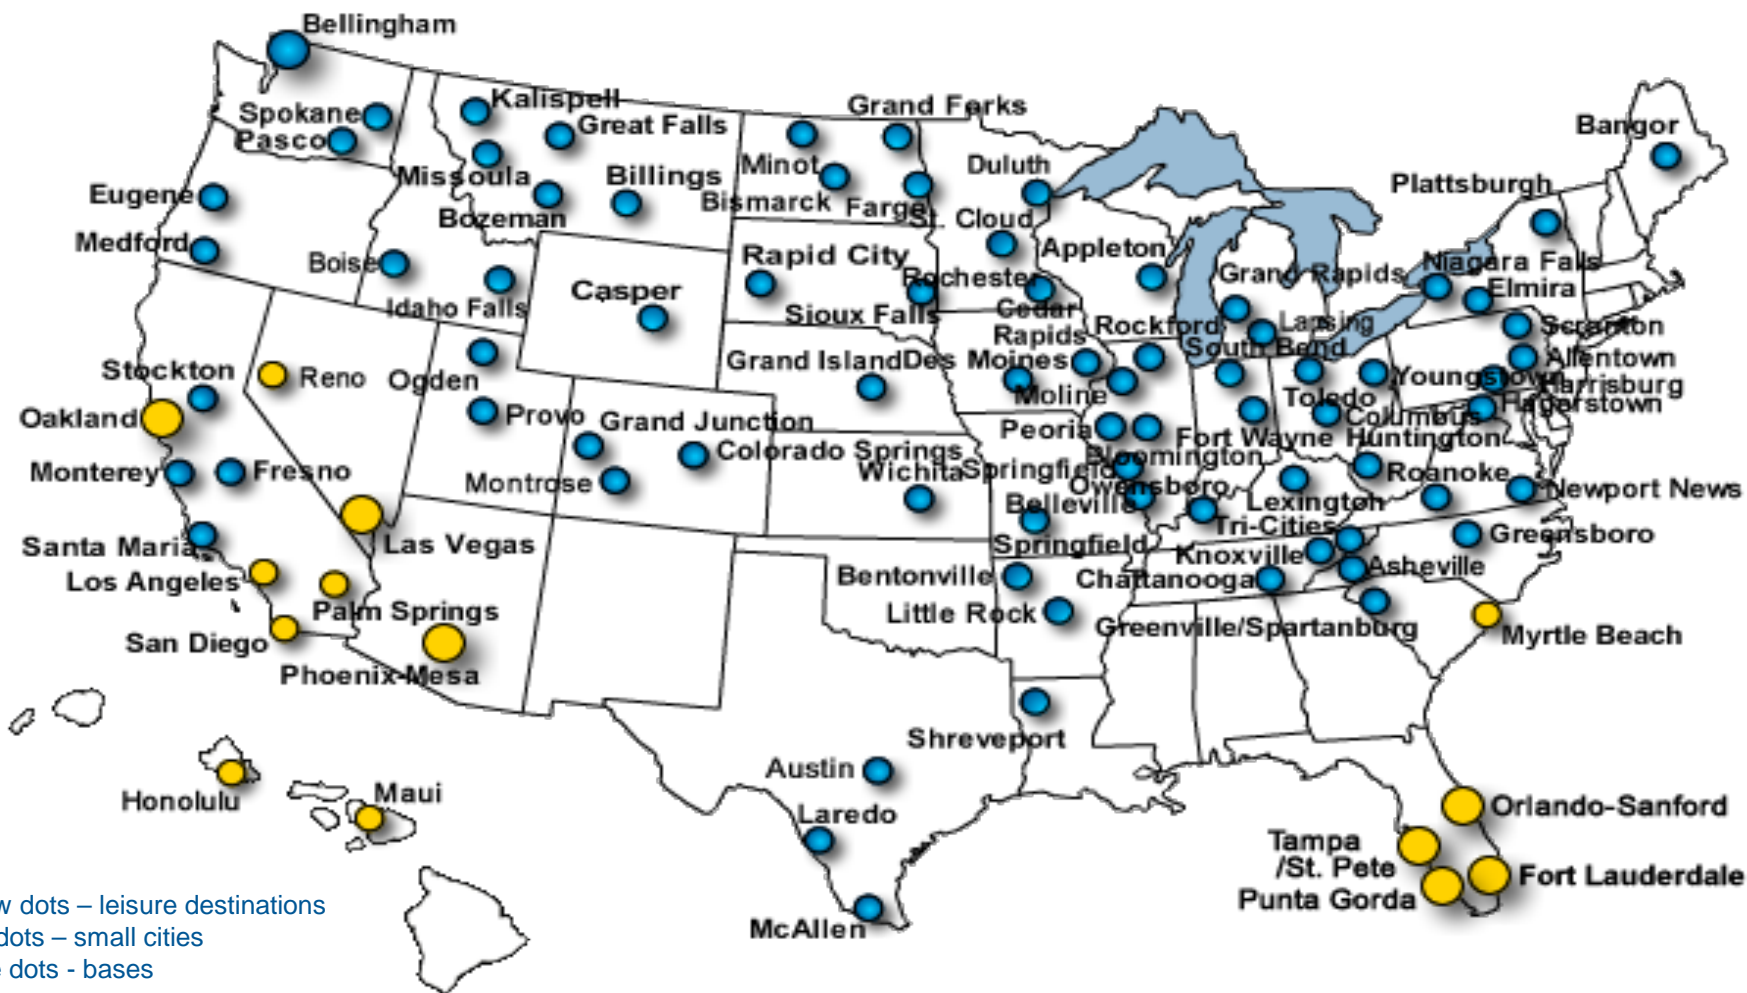 Bellingham
Kalispell
Grand Forks
Spokane
Great Falls
Bangor
Pasco
Minot
Duluth
Missoula
Billings
Plattsburgh
Eugene
Bismarck
Fargo
Bozeman
St. Cloud
Medford
Boise
Rapid City
Appleton
Niagara Falls
Grand Rapids
Rochester
Elmira
Casper
Idaho Falls
Sioux Falls
Cedar
Rapids
Rockford
Lansing
Scranton
South Bend
Stockton
Reno
Ogden
Grand Island
Des Moines
Allentown
Youngstown
Harrisburg
Moline
Toledo
Hagerstown
Oakland
Provo
Grand Junction
Peoria
Columbus
Fort Wayne
Huntington
Colorado Springs
Bloomington
Monterey
Fresno
Montrose
Wichita
Springfield
Roanoke
Owensboro
Newport News
Belleville
Lexington
Tri-Cities
Santa Maria
Las Vegas
Springfield
Knoxville
Greensboro
Los Angeles
Bentonville
Chattanooga
Asheville
Palm Springs
Little Rock
Greenville/Spartanburg
Myrtle Beach
San Diego
Phoenix-Mesa
Shreveport
Austin
Honolulu
Maui
Laredo
Orlando-Sanford
Tampa
/St. Pete
Fort Lauderdale
Punta Gorda
McAllen
w dots – leisure destinations
dots – small cities
e dots - bases